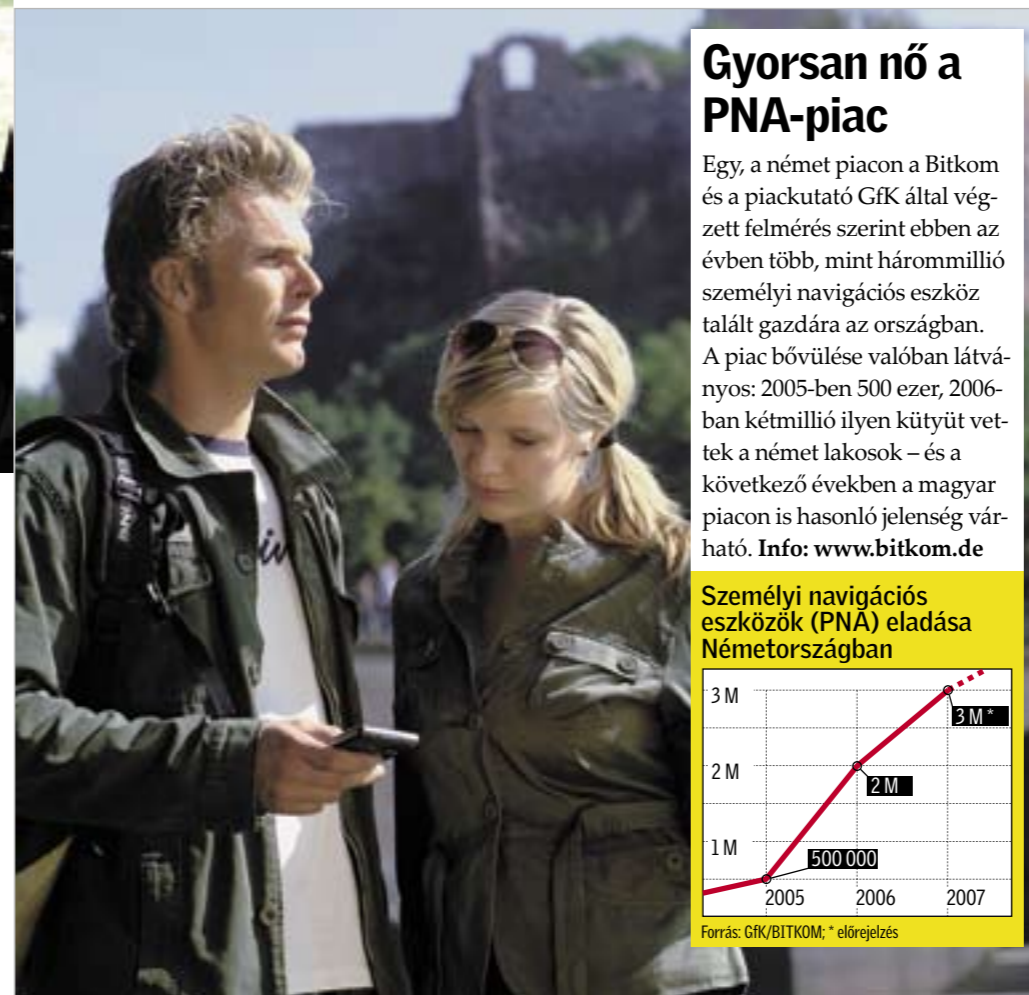 Gyorsan nő a
PNA-piac
Egy, a német piacon a Bitkom
és a piackutató GfK által vég-
zett felmérés szerint ebben az
évben több, mint hárommillió
személyi navigációs eszköz
talált gazdára az országban.
A piac bővülése valóban látvá-
nyos: 2005-ben 500 ezer, 2006-
ban kétmillió ilyen kütyüt vet-
tek a német lakosok – és a
következő években a magyar
piacon is hasonló jelenség vár-
ható. Info: www.bitkom.de
Személyi navigációs
eszközök (PNA) eladása
Németországban
3 M
3 M *
2 M
2 M
1 M
500 000
2005 2006 2007
Forrás: GfK/BITKOM; * előrejelzés